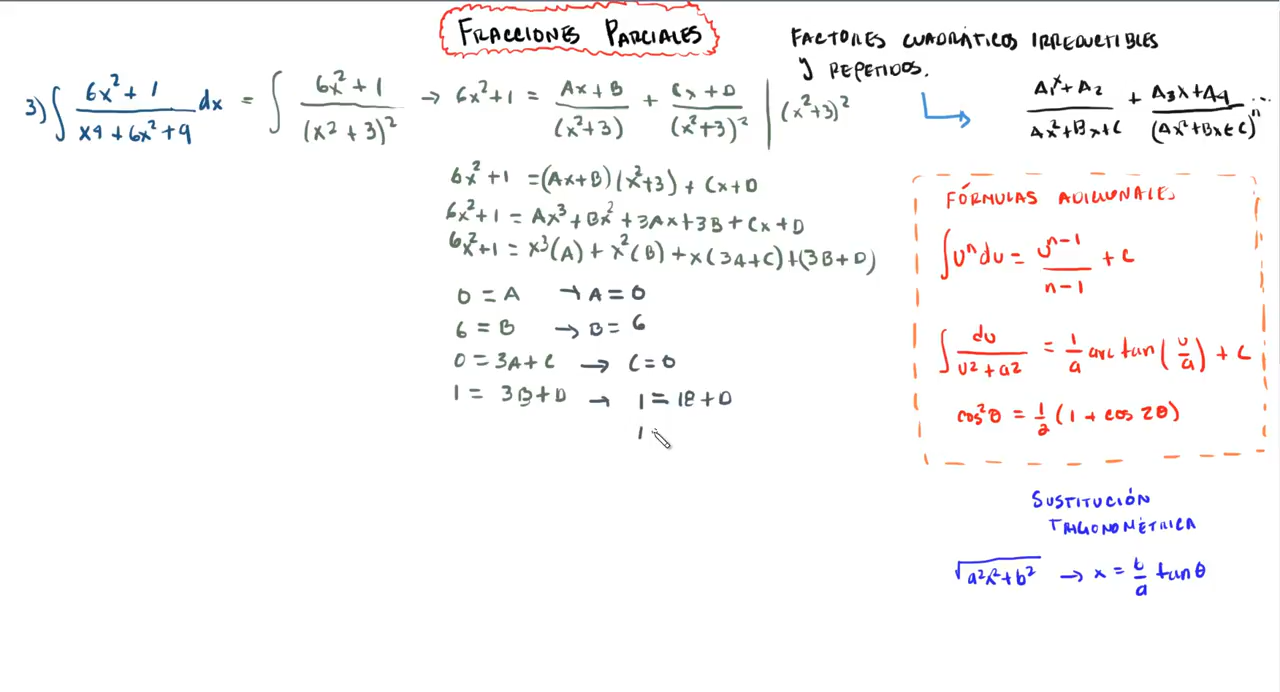 FRACCIONES PARCIALES
FACTORES CUADRÁTICOS IRREDUCTIBLES
Y REPETIDOS.
3) ∫ (6x² + 1)/(x4 + 6x² + 9) dx = ∫ (6x² + 1)/(x² + 3)² → 6x² + 1 = (Ax + B)/(x² + 3) + (Cx + D)/(x² + 3)² | (x² + 3)²
(A₁x + A₂)/(Ax² + Bx + C) + (A₃x + A₄)/(Ax² + Bx + C)ⁿ ...
6x² + 1 = (Ax + B)(x² + 3) + Cx + D
6x² + 1 = Ax³ + Bx² + 3Ax + 3B + Cx + D
6x² + 1 = x³(A) + x²(B) + x(3A + C) + (3B + D)
0 = A → A = 0
6 = B → B = 6
0 = 3A + C → C = 0
1 = 3B + D → 1 = 18 + D
1
FÓRMULAS ADICIONALES
∫ uⁿ du = uⁿ⁻¹/(n - 1) + C
∫ du/(u² + a²) = 1/a arc tan (u/a) + C
cos²θ = 1/2 (1 + cos 2θ)
SUSTITUCIÓN
TRIGONOMÉTRICA
√(a²x² + b²) → x = b/a tan θ